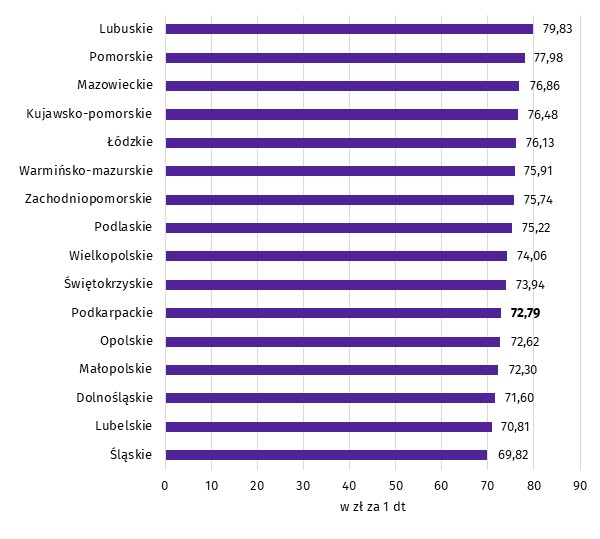 Lubuskie 79,83
Pomorskie 77,98
Mazowieckie 76,86
Kujawsko-pomorskie 76,48
Łódzkie 76,13
Warmińsko-mazurskie 75,91
Zachodniopomorskie 75,74
Podlaskie 75,22
Wielkopolskie 74,06
Świętokrzyskie 73,94
Podkarpackie 72,79
Opolskie 72,62
Małopolskie 72,30
Dolnośląskie 71,60
Lubelskie 70,81
Śląskie 69,82
0 10 20 30 40 50 60 70 80 90
w zł za 1 dt